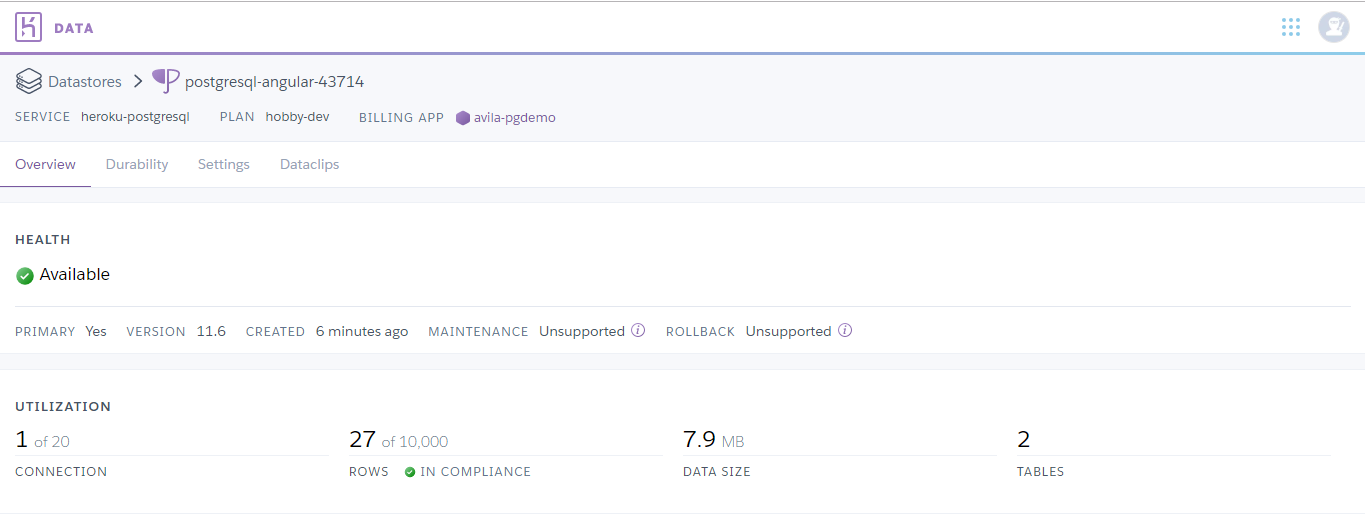 DATA
Datastores postgresql-angular-43714
SERVICE heroku-postgresql PLAN hobby-dev BILLING APP avila-pgdemo
Overview Durability Settings Dataclips
HEALTH
Available
PRIMARY Yes VERSION 11.6 CREATED 6 minutes ago MAINTENANCE Unsupported ROLLBACK Unsupported
UTILIZATION
1 of 20 27 of 10,000 7.9 MB 2
CONNECTION ROWS IN COMPLIANCE DATA SIZE TABLES